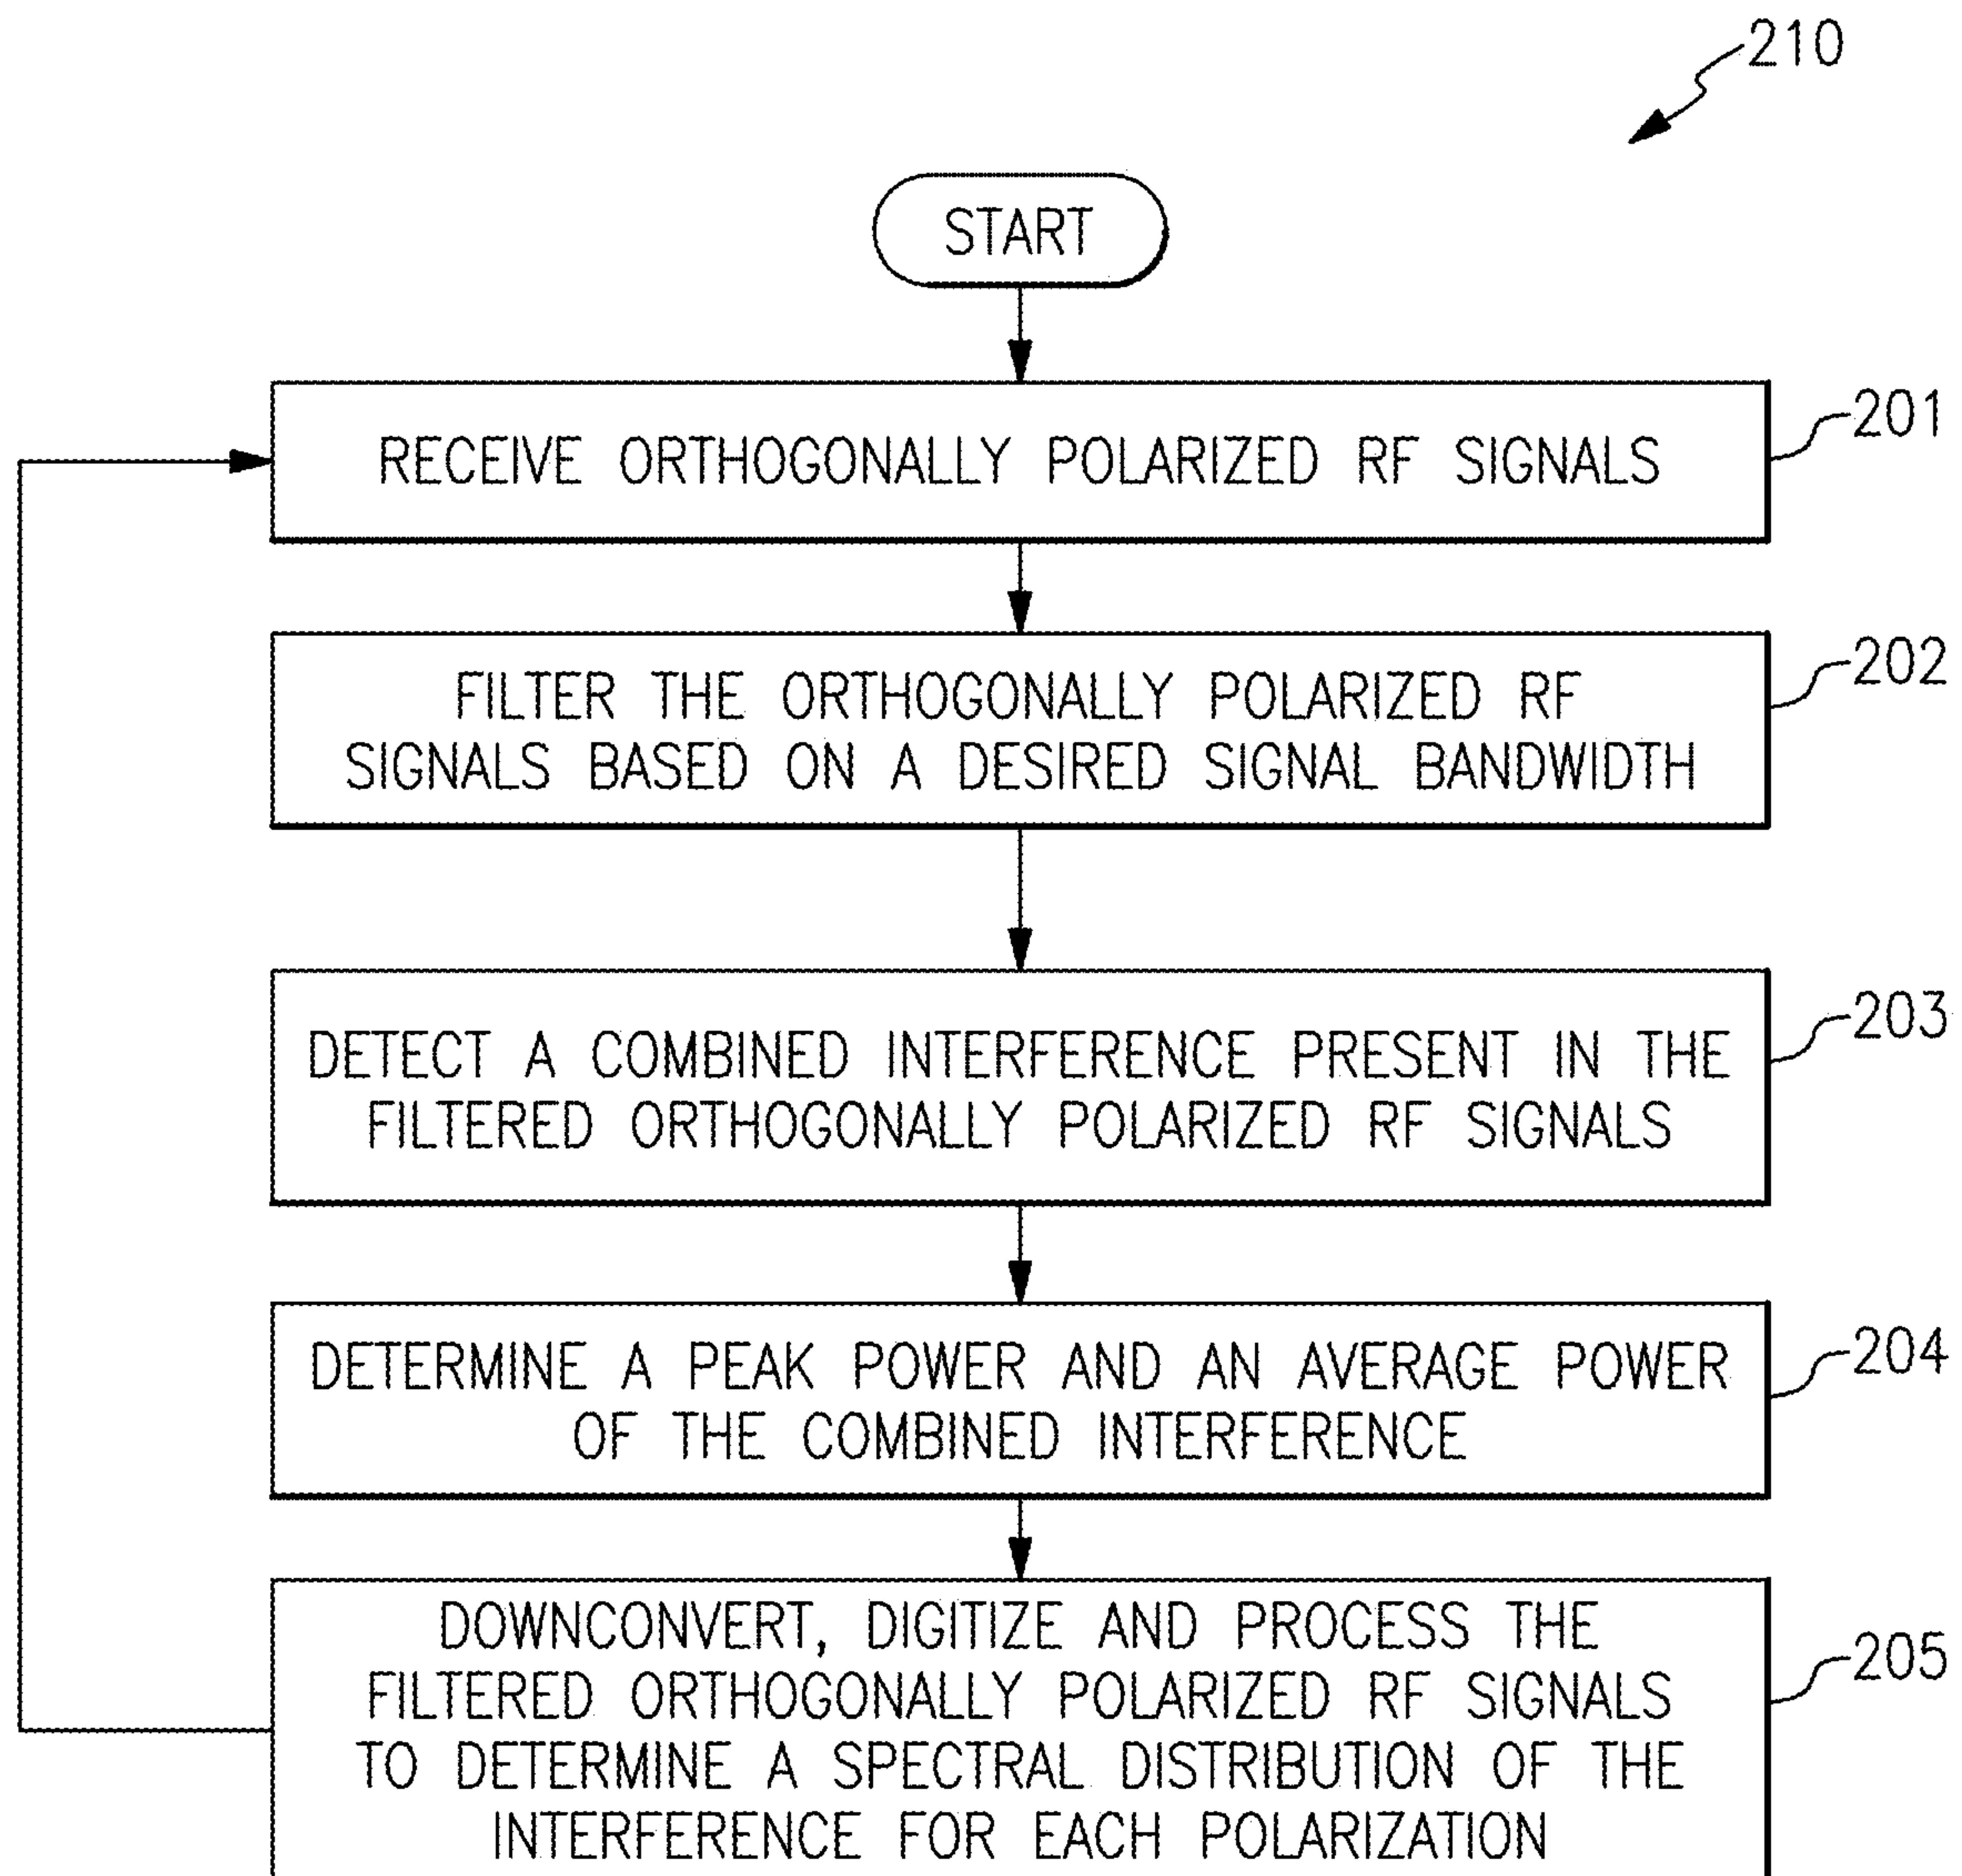 210
START
RECEIVE ORTHOGONALLY POLARIZED RF SIGNALS
201
FILTER THE ORTHOGONALLY POLARIZED RF
SIGNALS BASED ON A DESIRED SIGNAL BANDWIDTH
202
DETECT A COMBINED INTERFERENCE PRESENT IN THE
FILTERED ORTHOGONALLY POLARIZED RF SIGNALS
203
DETERMINE A PEAK POWER AND AN AVERAGE POWER
OF THE COMBINED INTERFERENCE
204
DOWNCONVERT, DIGITIZE AND PROCESS THE
FILTERED ORTHOGONALLY POLARIZED RF SIGNALS
TO DETERMINE A SPECTRAL DISTRIBUTION OF THE
INTERFERENCE FOR EACH POLARIZATION
205